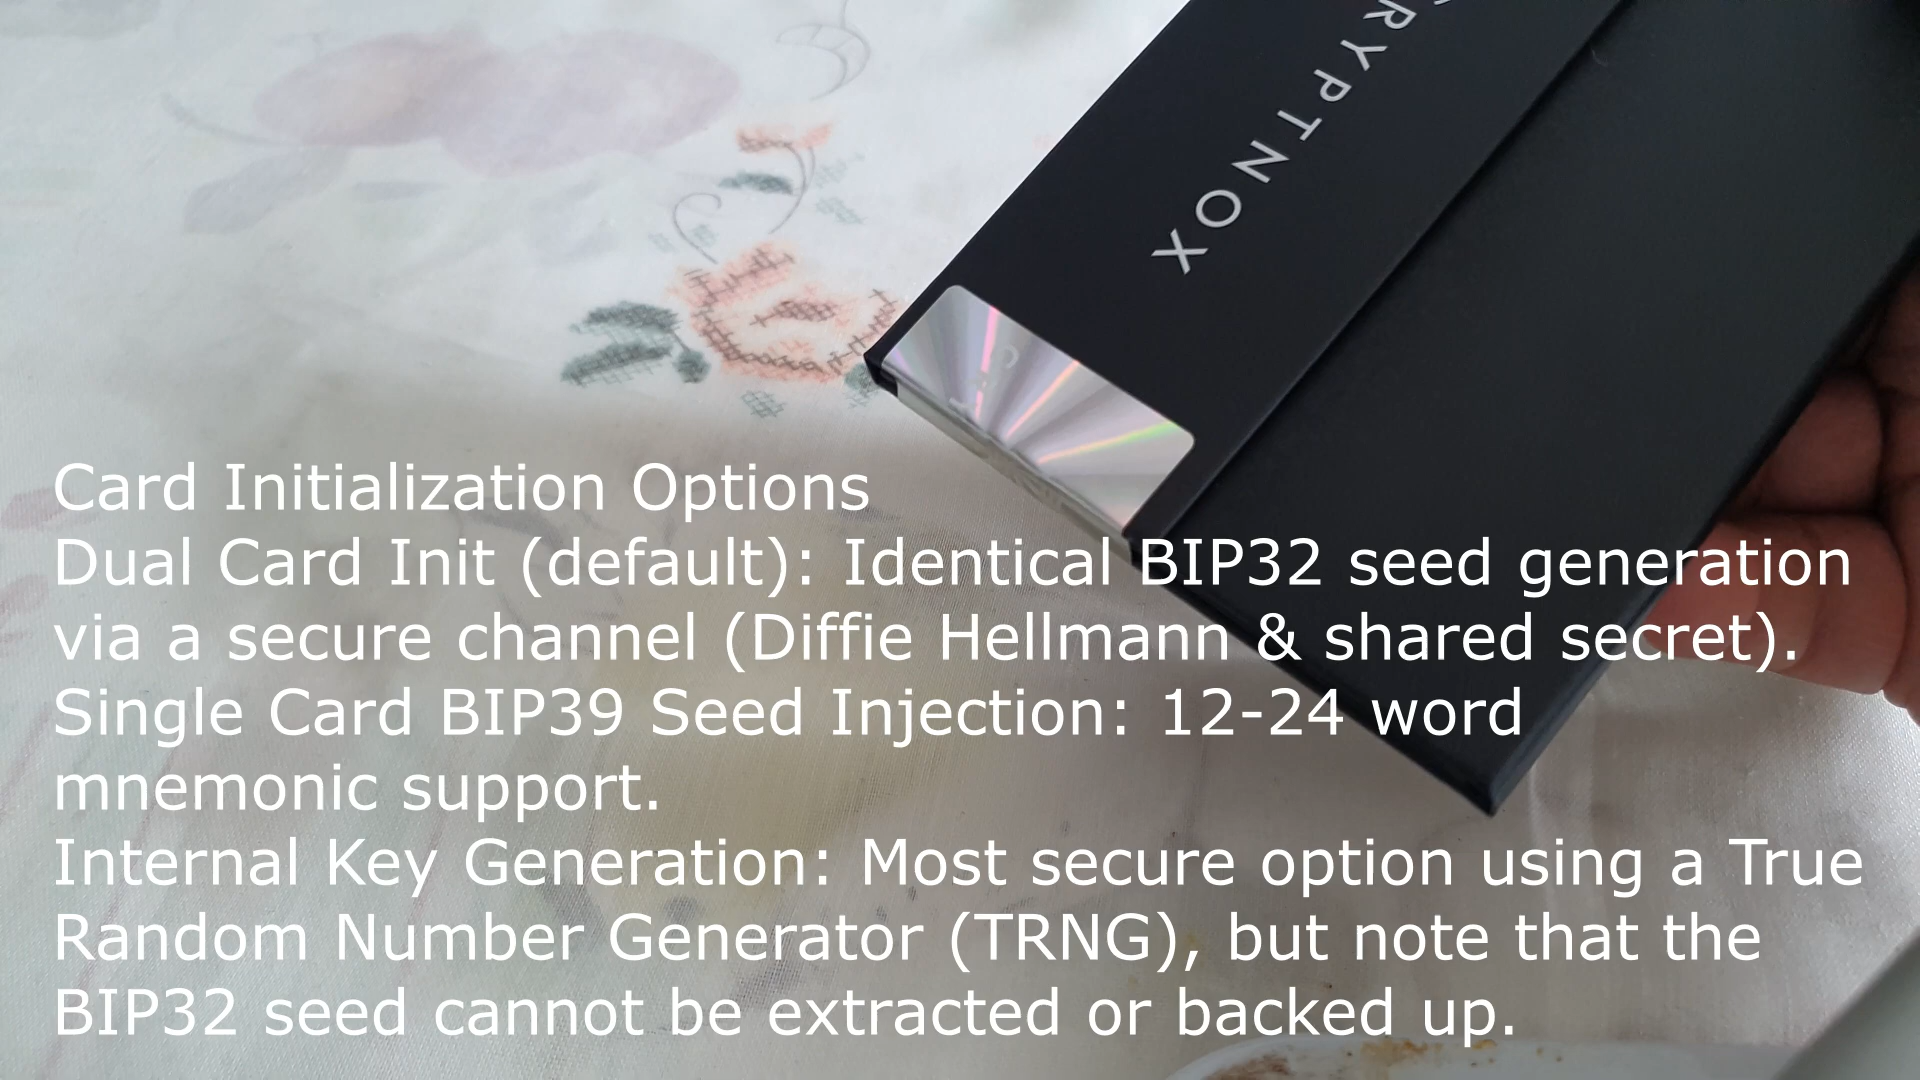 RYPTNOX
Card Initialization Options
Dual Card Init (default): Identical BIP32 seed generation
via a secure channel (Diffie Hellmann & shared secret).
Single Card BIP39 Seed Injection: 12-24 word
mnemonic support.
Internal Key Generation: Most secure option using a True
Random Number Generator (TRNG), but note that the
BIP32 seed cannot be extracted or backed up.